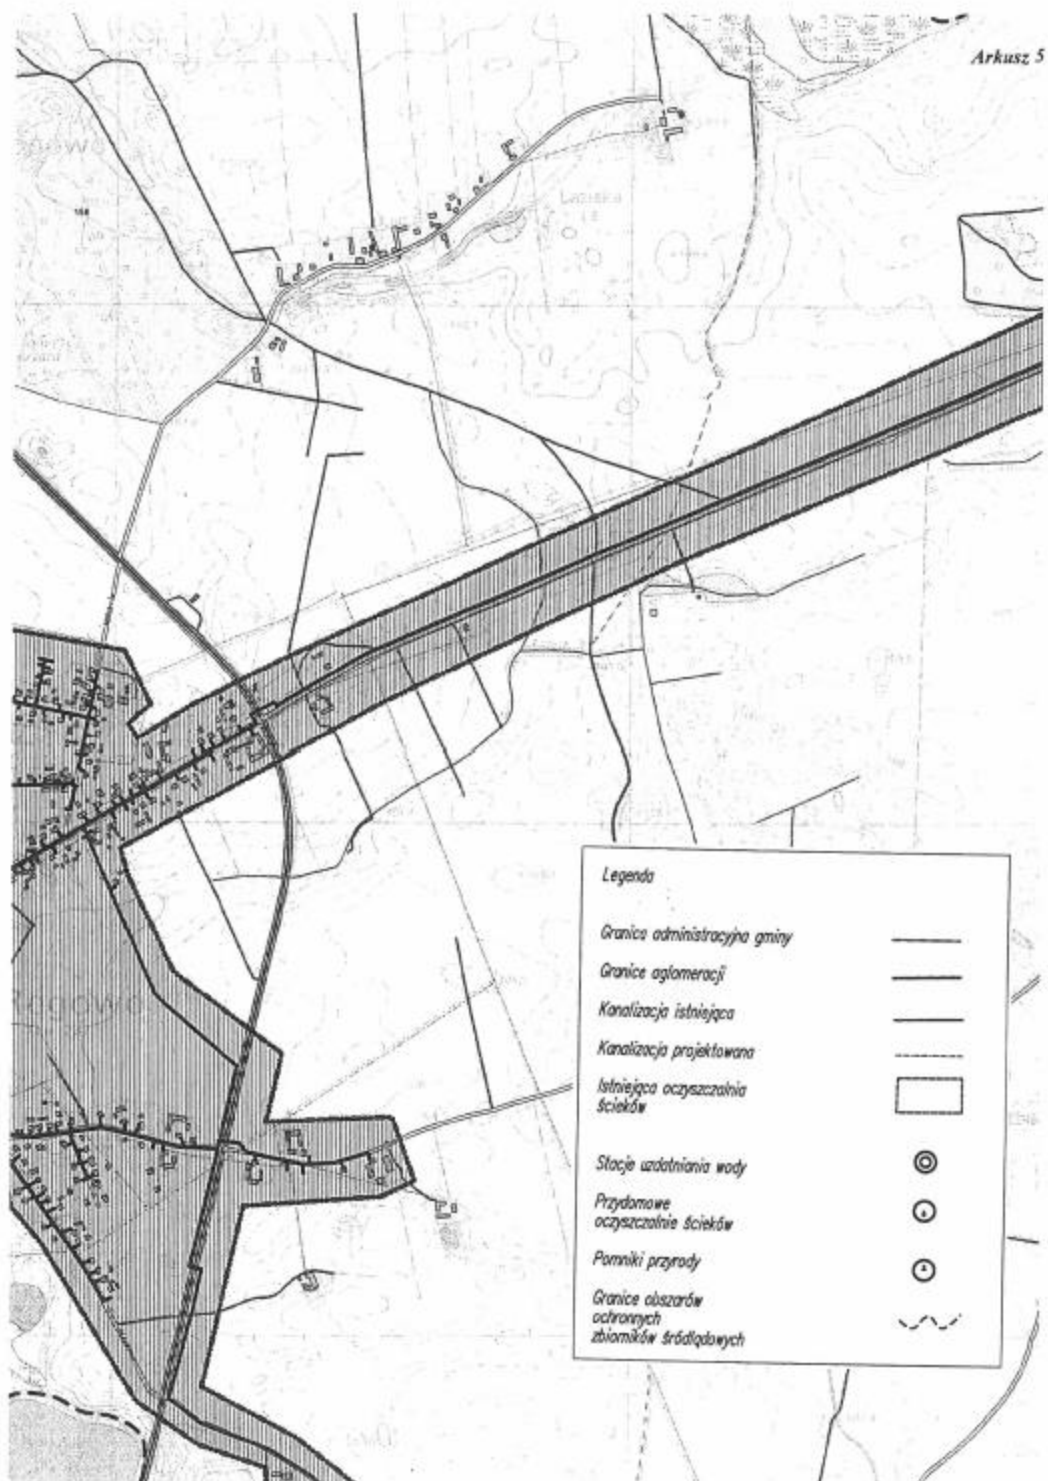 Arkusz 5
168
Legenda
Granica administracyjna gminy
Granice aglomeracji
Kanalizacja istniejąca
Kanalizacja projektowana
Istniejąca oczyszczalnia
ścieków
Stacje uzdatniania wody
Przydomowe
oczyszczalnie ścieków
Pomniki przyrody
Granice obszarów
ochronnych
zbiorników śródlądowych